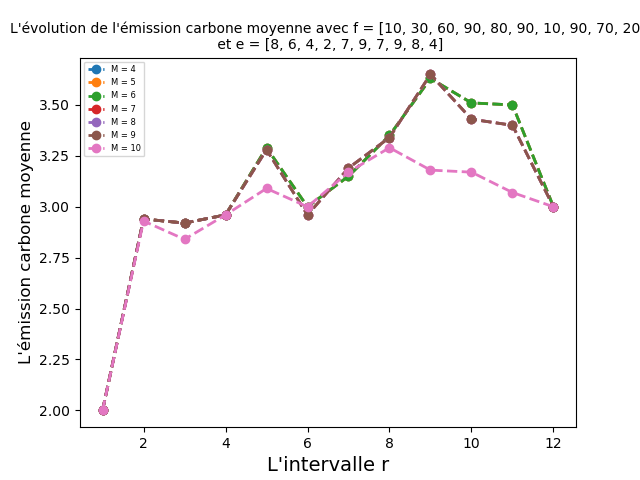 L'évolution de l'émission carbone moyenne avec f = [10, 30, 60, 90, 80, 90, 10, 90, 70, 20
et e = [8, 6, 4, 2, 7, 9, 7, 9, 8, 4]
M = 4
M = 5
M = 6
M = 7
M = 8
M = 9
M = 10
L'émission carbone moyenne
3.50
3.25
3.00
2.75
2.50
2.25
2.00
2 4 6 8 10 12
L'intervalle r